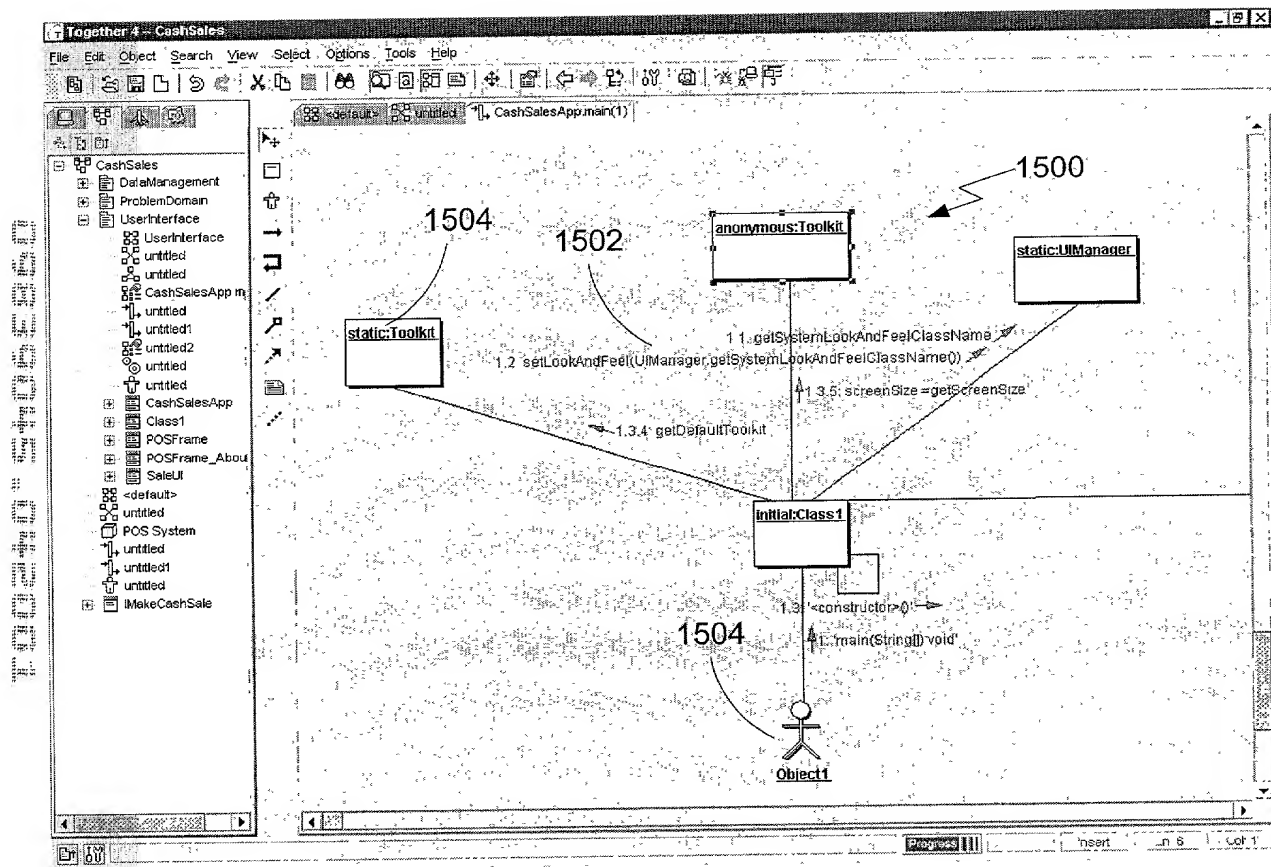 Together 4 – CashSales
File Edit Object Search View Select Options Tools Help
<default> untitled CashSalesApp.main(1)
CashSales
DataManagement
ProblemDomain
UserInterface
UserInterface
untitled
untitled
CashSalesApp m
untitled
untitled1
untitled2
untitled
untitled
CashSalesApp
Class1
POSFrame
POSFrame_Abou
SaleUI
<default>
untitled
POS System
untitled
untitled1
untitled
IMakeCashSale
1500
1504
1502
anonymous:Toolkit
static:UIManager
static:Toolkit
1.1. getSystemLookAndFeelClassName
1.2 setLookAndFeel(UIManager.getSystemLookAndFeelClassName())
1.3.5: screenSize =getScreenSize
1.3.4: getDefaultToolkit
initial:Class1
1.3: '<constructor>()'
1504
1.: 'main(String[]) void'
Object1
Progress Insert Ln 6 Col 1